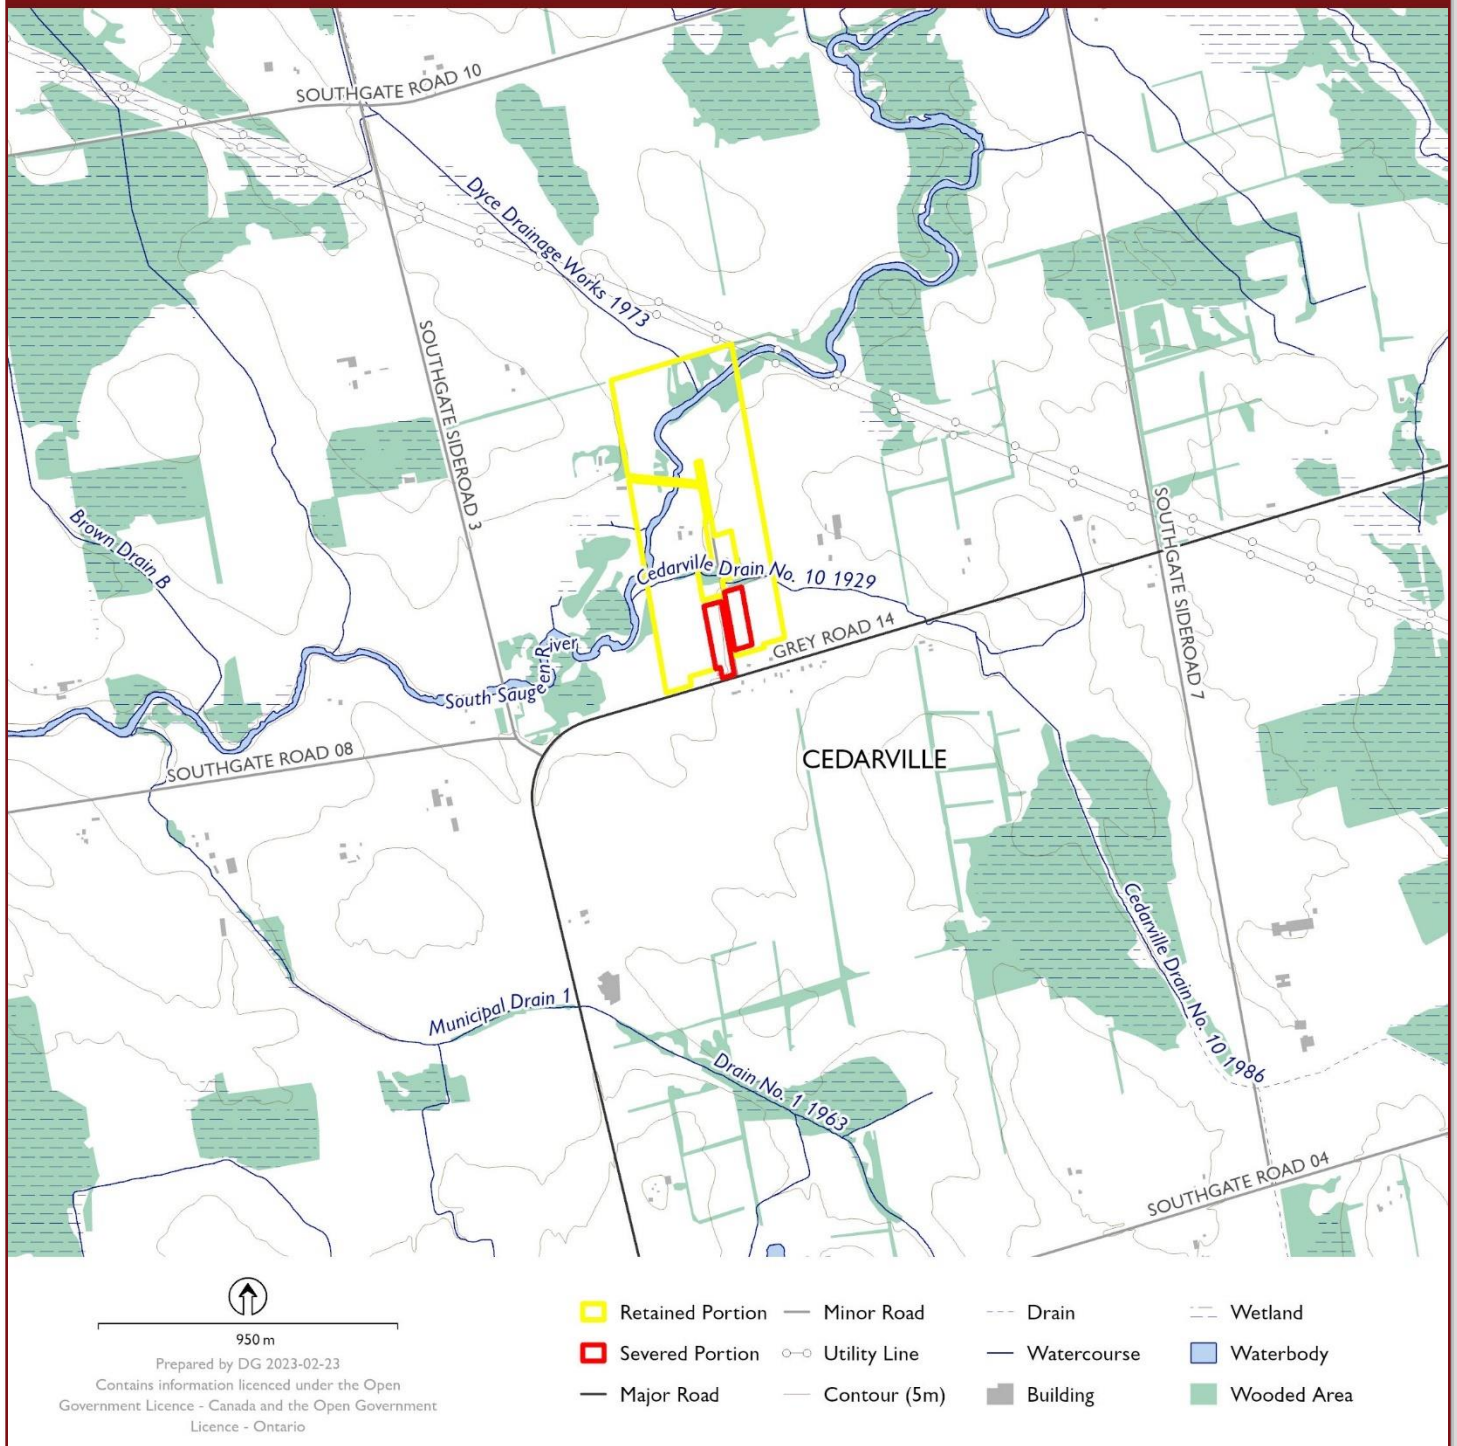 SOUTHGATE ROAD 10
Dyce Drainage Works 1973
SOUTHGATE SIDEROAD 3
Brown Drain B
SOUTHGATE SIDEROAD 7
Cedarville Drain No. 10 1929
GREY ROAD 14
South Saugeen River
SOUTHGATE ROAD 08
CEDARVILLE
Cedarville Drain No. 10 1986
Municipal Drain 1
Drain No. 1 1963
SOUTHGATE ROAD 04
950 m
Prepared by DG 2023-02-23
Contains information licenced under the Open
Government Licence - Canada and the Open Government
Licence - Ontario
Retained Portion
Severed Portion
Major Road
Minor Road
Utility Line
Contour (5m)
Drain
Watercourse
Building
Wetland
Waterbody
Wooded Area